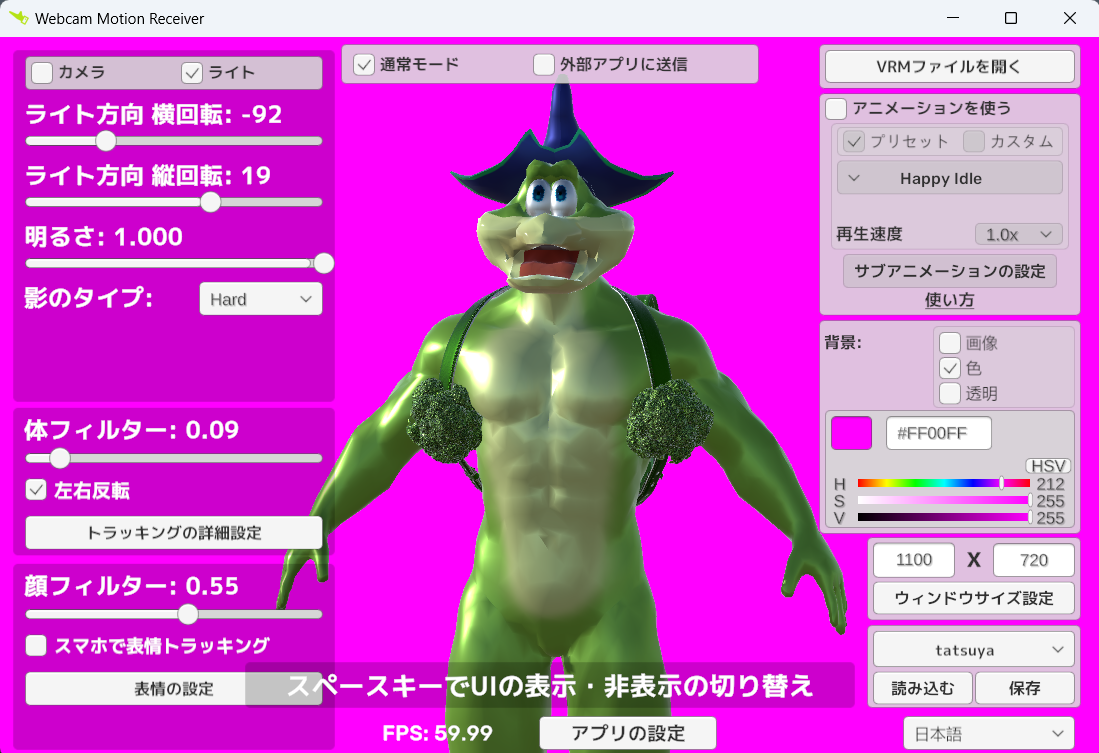 Webcam Motion Receiver
カメラ ライト
ライト方向 横回転: -92
ライト方向 縦回転: 19
明るさ: 1.000
影のタイプ: Hard
体フィルター: 0.09
左右反転
トラッキングの詳細設定
顔フィルター: 0.55
スマホで表情トラッキング
表情の設定
通常モード 外部アプリに送信
スペースキーでUIの表示・非表示の切り替え
FPS: 59.99
アプリの設定
VRMファイルを開く
アニメーションを使う
プリセット カスタム
Happy Idle
再生速度 1.0x
サブアニメーションの設定
使い方
背景:
画像
色
透明
#FF00FF
HSV
H 212
S 255
V 255
1100 X 720
ウィンドウサイズ設定
tatsuya
読み込む 保存
日本語